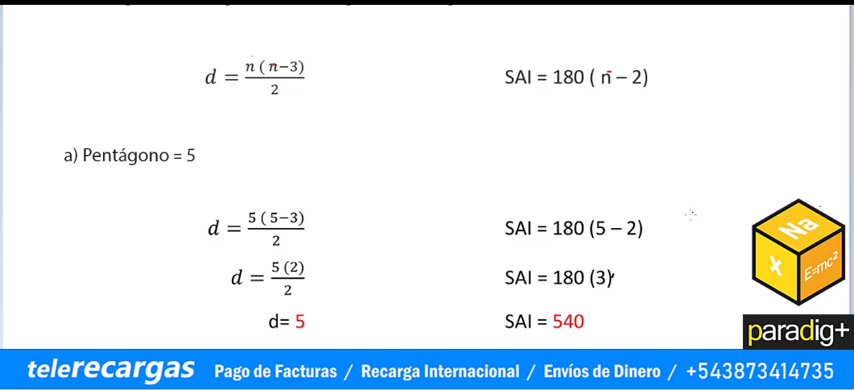 d = n ( n−3) / 2
SAI = 180 ( n − 2)
a) Pentágono = 5
d = 5 ( 5−3) / 2
SAI = 180 (5 − 2)
d = 5 (2) / 2
SAI = 180 (3)
d= 5
SAI = 540
Na
x
E=mc²
paradig+
telerecargas Pago de Facturas / Recarga Internacional / Envíos de Dinero / +543873414735